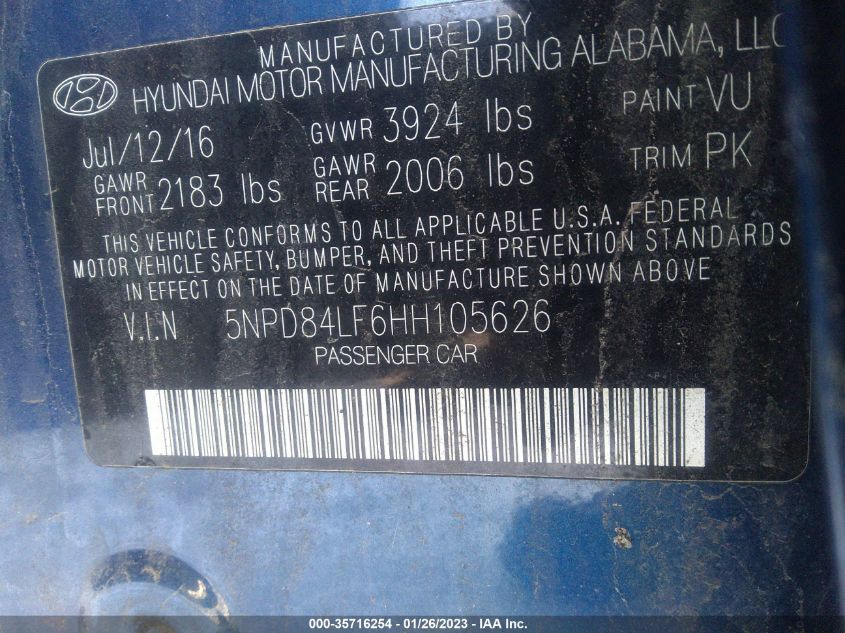 MANUFACTURED BY
HYUNDAI MOTOR MANUFACTURING ALABAMA, LLC
Jul/12/16 GVWR 3924 lbs PAINT VU
GAWR FRONT 2183 lbs GAWR REAR 2006 lbs TRIM PK
THIS VEHICLE CONFORMS TO ALL APPLICABLE U.S.A. FEDERAL
MOTOR VEHICLE SAFETY, BUMPER, AND THEFT PREVENTION STANDARDS
IN EFFECT ON THE DATE OF MANUFACTURE SHOWN ABOVE
V.I.N 5NPD84LF6HH105626
PASSENGER CAR
000-35716254 - 01/26/2023 - IAA Inc.